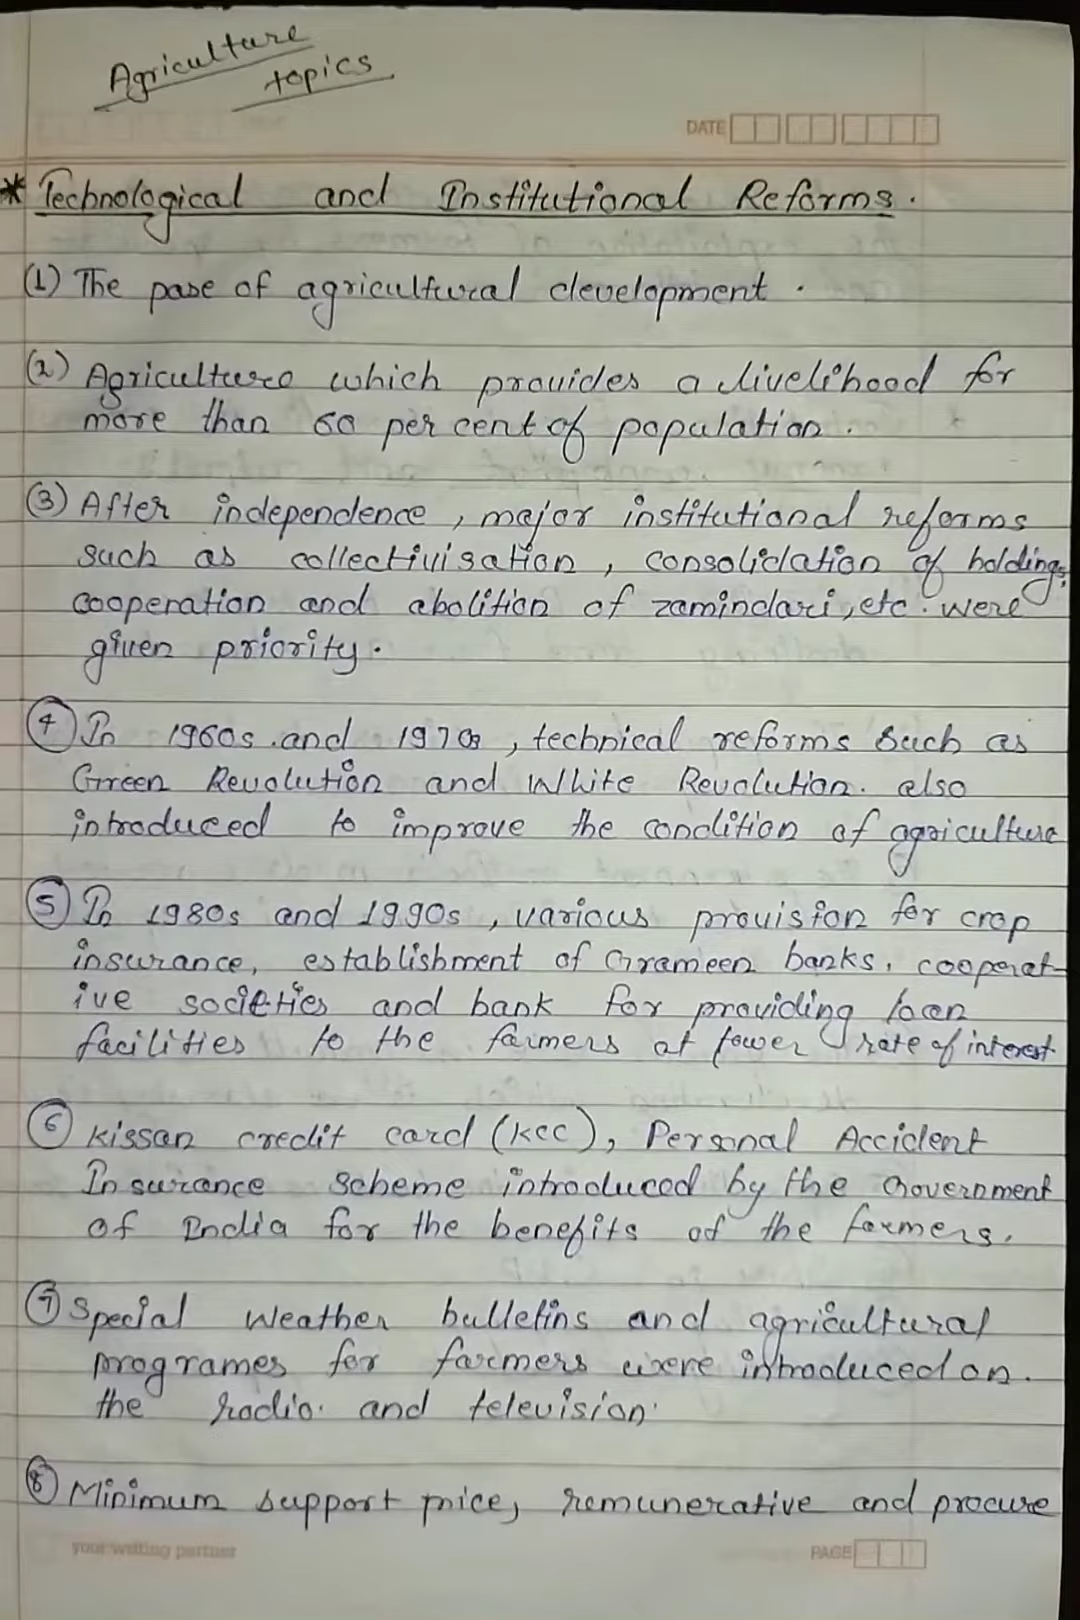 Agriculture
topics
DATE
* Technological and Institutional Reforms.
(1) The pase of agricultural development.
(2) Agriculture which provides a livelihood for
more than 60 per cent of population.
(3) After independence, major institutional reforms
such as collectivisation, consolidation of holdings,
cooperation and abolition of zamindari, etc. were
given priority.
4 In 1960s and 1970s, technical reforms such as
Green Revolution and White Revolution. also
introduced to improve the condition of agriculture
5 In 1980s and 1990s, various provision for crop
insurance, establishment of Grameen banks, cooperat-
ive societies and bank for providing loan
facilities to the farmers at lower rate of interest
6 Kissan credit card (KCC), Personal Accident
Insurance scheme introduced by the Government
of India for the benefits of the farmers.
7 Special weather bulletins and agricultural
programes for farmers were introduced on.
the radio. and television.
8 Minimum support price, remunerative and procure
your writing partner
PAGE